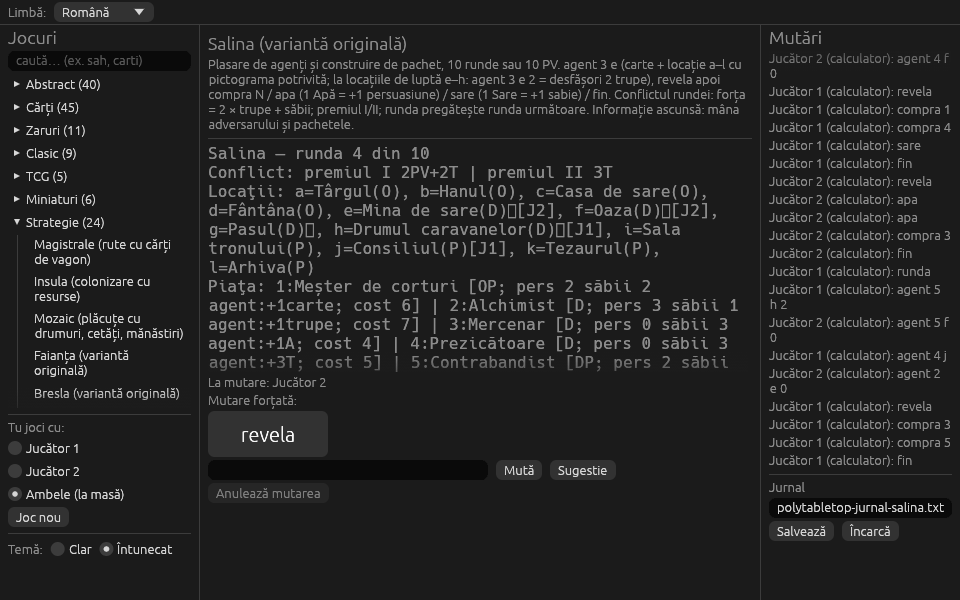 Limbă:
Română
Jocuri
caută... (ex. sah, carti)
Abstract (40)
Cărți (45)
Zaruri (11)
Clasic (9)
TCG (5)
Miniaturi (6)
Strategie (24)
Magistrale (rute cu cărți
de vagon)
Insula (colonizare cu
resurse)
Mozaic (plăcuțe cu
drumuri, cetăți, mănăstiri)
Faianța (variantă
originală)
Bresla (variantă originală)
Tu joci cu:
Jucător 1
Jucător 2
Ambele (la masă)
Joc nou
Temă:
Clar
Întunecat
Salina (variantă originală)
Plasare de agenți și construire de pachet, 10 runde sau 10 PV. agent 3 e (carte + locație a–l cu
pictograma potrivită; la locațiile de luptă e–h: agent 3 e 2 = desfășori 2 trupe), revela apoi
compra N / apa (1 Apă = +1 persuasiune) / sare (1 Sare = +1 sabie) / fin. Conflictul rundei: forța
= 2 × trupe + săbii; premiul I/II; runda pregătește runda următoare. Informație ascunsă: mâna
adversarului și pachetele.
Salina — runda 4 din 10
Conflict: premiul I 2PV+2T | premiul II 3T
Locații: a=Târgul(O), b=Hanul(O), c=Casa de sare(O),
d=Fântâna(O), e=Mina de sare(D)[J2], f=Oaza(D)[J2],
g=Pasul(D), h=Drumul caravanelor(D)[J1], i=Sala
tronului(P), j=Consiliul(P)[J1], k=Tezaurul(P),
l=Arhiva(P)
Piața: 1:Meșter de corturi [OP; pers 2 săbii 2
agent:+1carte; cost 6] | 2:Alchimist [D; pers 3 săbii 1
agent:+1trupe; cost 7] | 3:Mercenar [D; pers 0 săbii 3
agent:+1A; cost 4] | 4:Prezicătoare [D; pers 0 săbii 3
agent:+3T; cost 5] | 5:Contrabandist [DP; pers 2 săbii
La mutare: Jucător 2
Mutare forțată:
revela
Mută
Sugestie
Anulează mutarea
Mutări
Jucător 2 (calculator): agent 4 f
0
Jucător 1 (calculator): revela
Jucător 1 (calculator): compra 1
Jucător 1 (calculator): compra 4
Jucător 1 (calculator): sare
Jucător 1 (calculator): fin
Jucător 2 (calculator): revela
Jucător 2 (calculator): apa
Jucător 2 (calculator): apa
Jucător 2 (calculator): compra 3
Jucător 2 (calculator): fin
Jucător 1 (calculator): runda
Jucător 1 (calculator): agent 5
h 2
Jucător 2 (calculator): agent 5 f
0
Jucător 1 (calculator): agent 4 j
Jucător 2 (calculator): agent 2
e 0
Jucător 1 (calculator): revela
Jucător 1 (calculator): compra 3
Jucător 1 (calculator): compra 5
Jucător 1 (calculator): fin
Jurnal
polytabletop-jurnal-salina.txt
Salvează
Încarcă